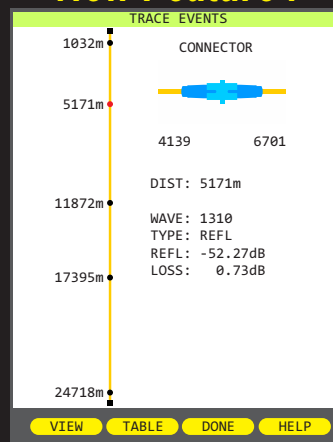 TRACE EVENTS
1032m
CONNECTOR
5171m
4139 6701
DIST: 5171m
11872m
WAVE: 1310
TYPE: REFL
REFL: -52.27dB
LOSS: 0.73dB
17395m
24718m
VIEW TABLE DONE HELP